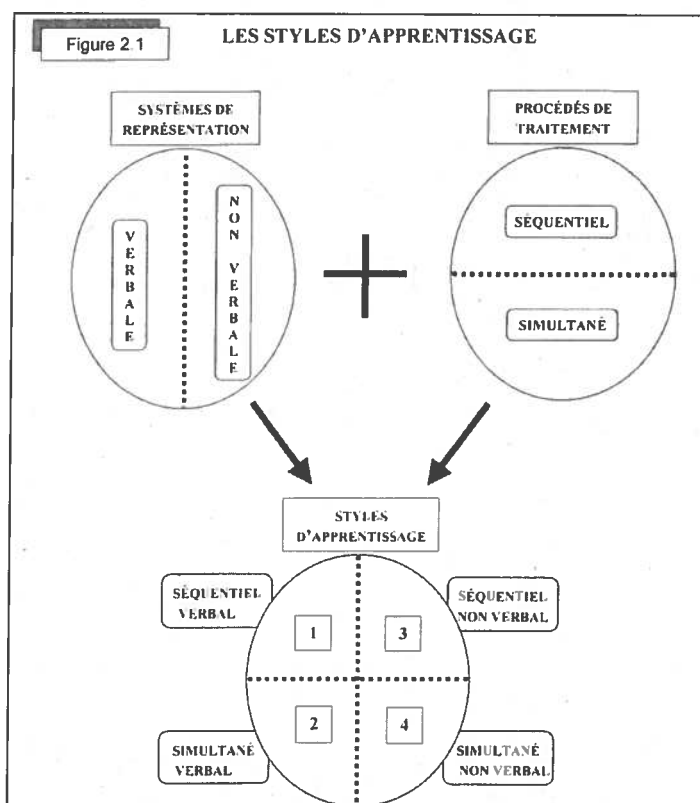 Figure 2.1
LES STYLES D'APPRENTISSAGE
SYSTÈMES DE
REPRÉSENTATION
PROCÉDÉS DE
TRAITEMENT
VERBALE
NON VERBALE
SÉQUENTIEL
SIMULTANÉ
STYLES
D'APPRENTISSAGE
SÉQUENTIEL
VERBAL
1
3
SÉQUENTIEL
NON VERBAL
SIMULTANÉ
VERBAL
2
4
SIMULTANÉ
NON VERBAL